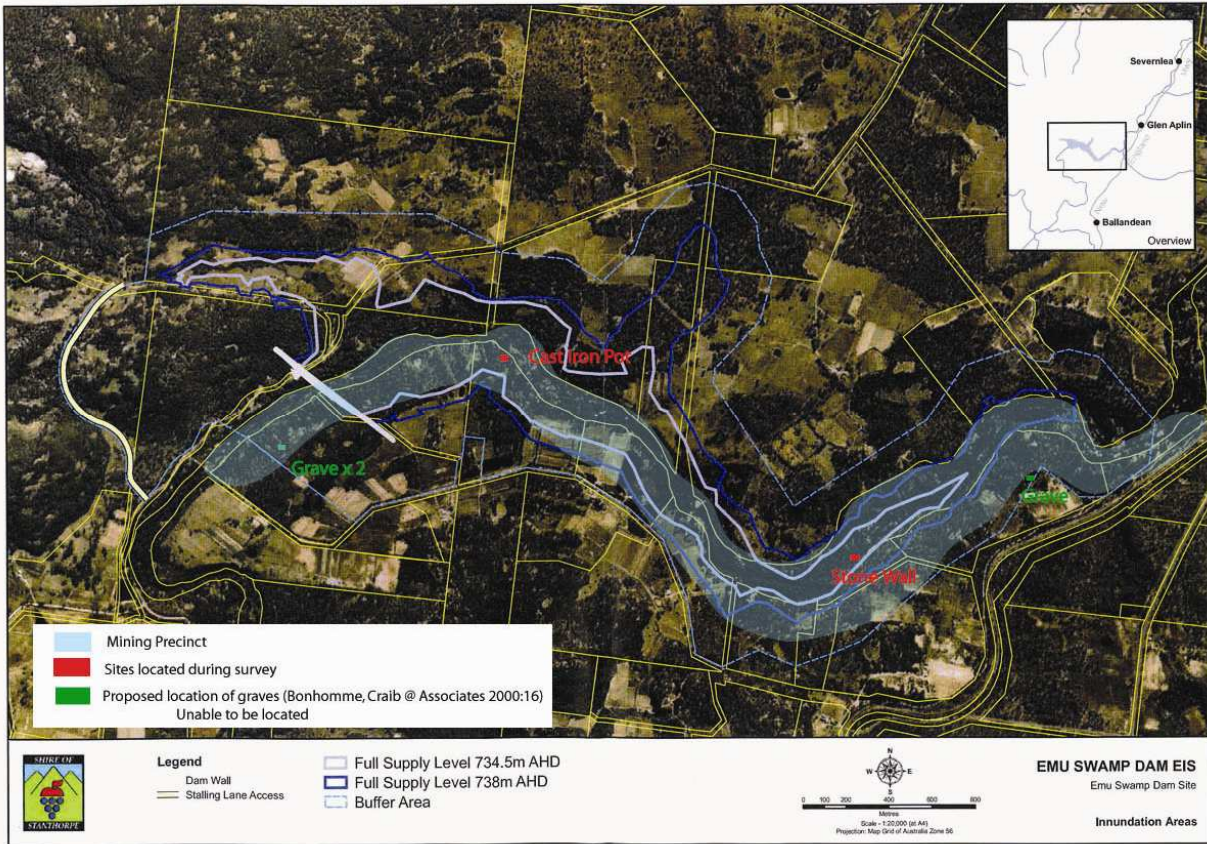 Severnlea
Glen Aplin
Ballandean
Overview
Cast Iron Pot
Grave x 2
Grave
Stone Wall
Mining Precinct
Sites located during survey
Proposed location of graves (Bonhomme, Craib @ Associates 2000:16)
Unable to be located
SHIRE OF
STANTHORPE
Legend
Dam Wall
Stalling Lane Access
Full Supply Level 734.5m AHD
Full Supply Level 738m AHD
Buffer Area
N
W
E
S
0 100 200 400 600 800
Metres
Scale - 1:20,000 (at A4)
Projection: Map Grid of Australia Zone 56
EMU SWAMP DAM EIS
Emu Swamp Dam Site
Innundation Areas